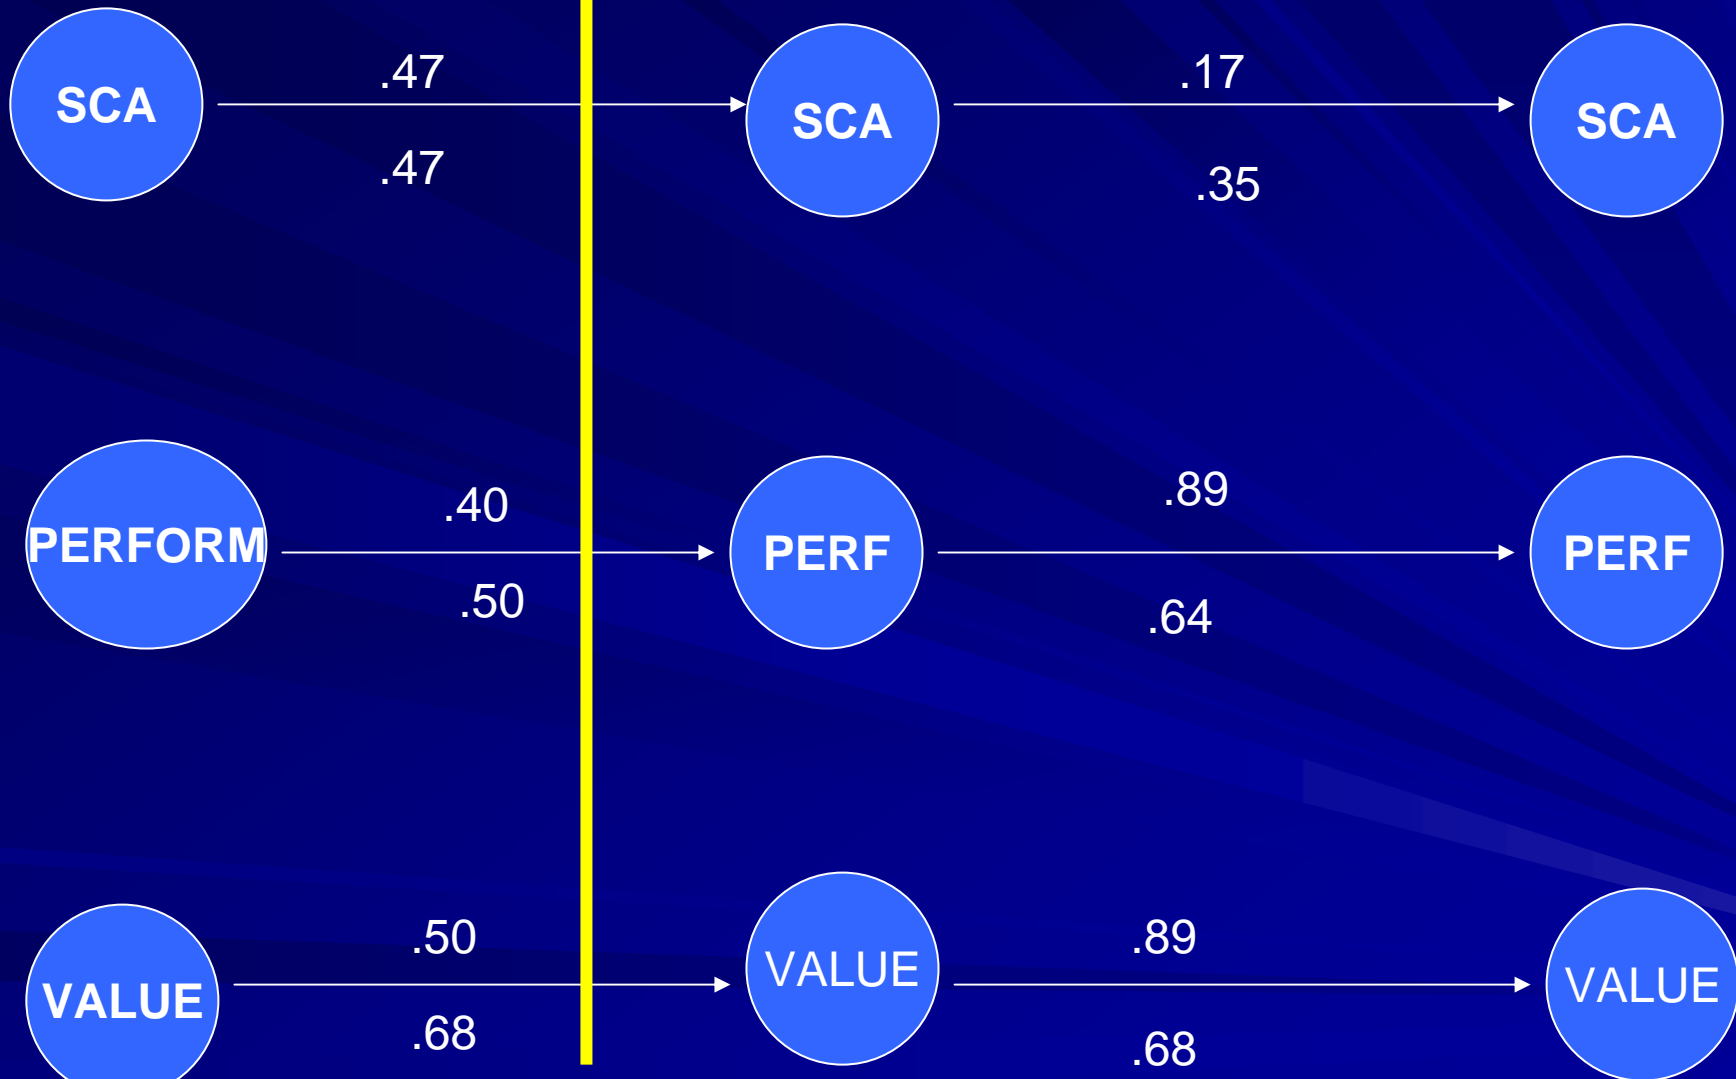 .47
.17
SCA
SCA
SCA
.47
.35
.40
.89
PERFORM
PERF
PERF
.50
.64
.50
.89
VALUE
VALUE
VALUE
.68
.68